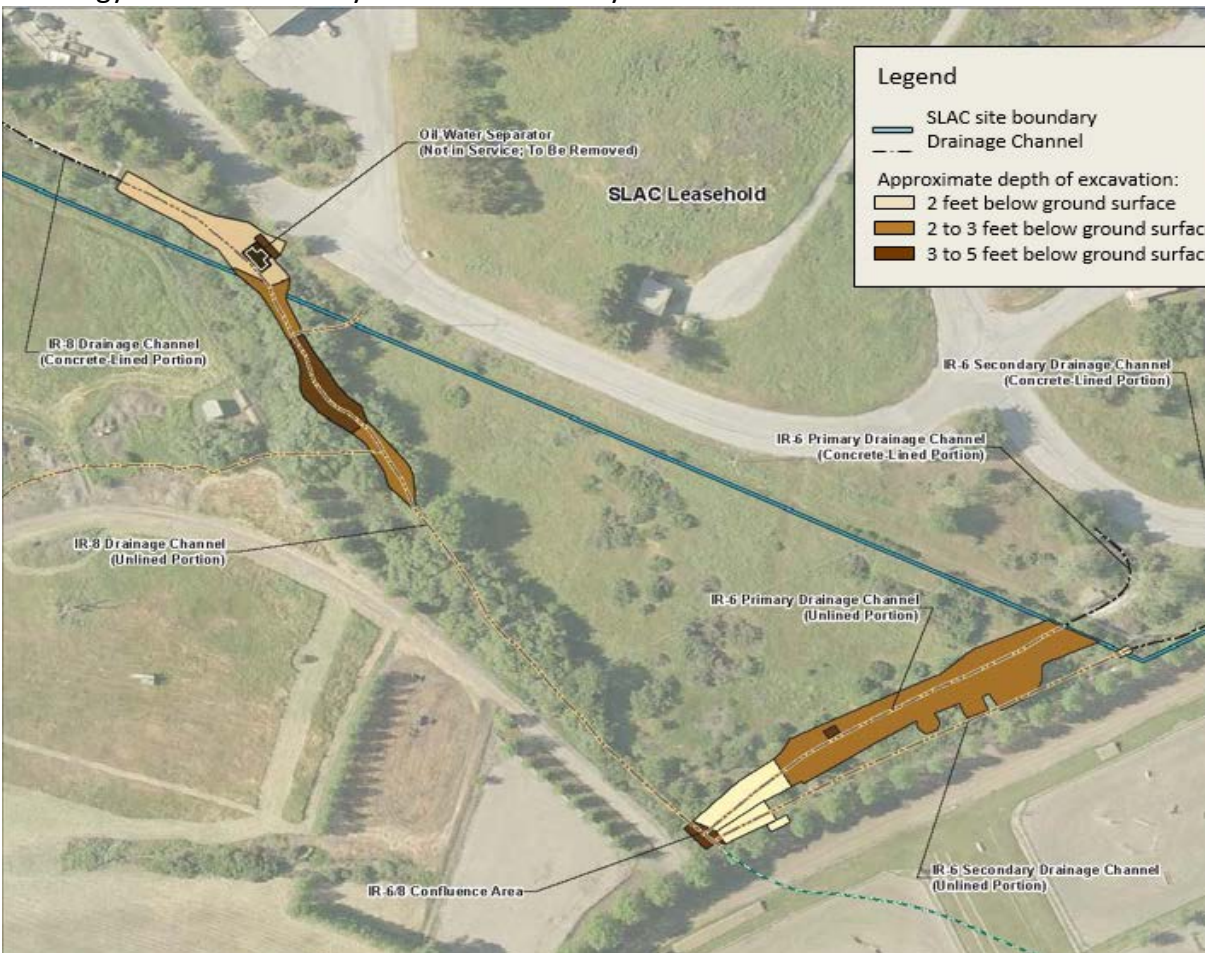 Legend
SLAC site boundary
Drainage Channel
Approximate depth of excavation:
2 feet below ground surface
2 to 3 feet below ground surfac
3 to 5 feet below ground surfac
Oil-Water Separator
(Not in Service; To Be Removed)
SLAC Leasehold
IR-8 Drainage Channel
(Concrete-Lined Portion)
IR-6 Secondary Drainage Channel
(Concrete-Lined Portion)
IR-6 Primary Drainage Channel
(Concrete-Lined Portion)
IR-8 Drainage Channel
(Unlined Portion)
IR-6 Primary Drainage Channel
(Unlined Portion)
IR-6/8 Confluence Area
IR-6 Secondary Drainage Channel
(Unlined Portion)